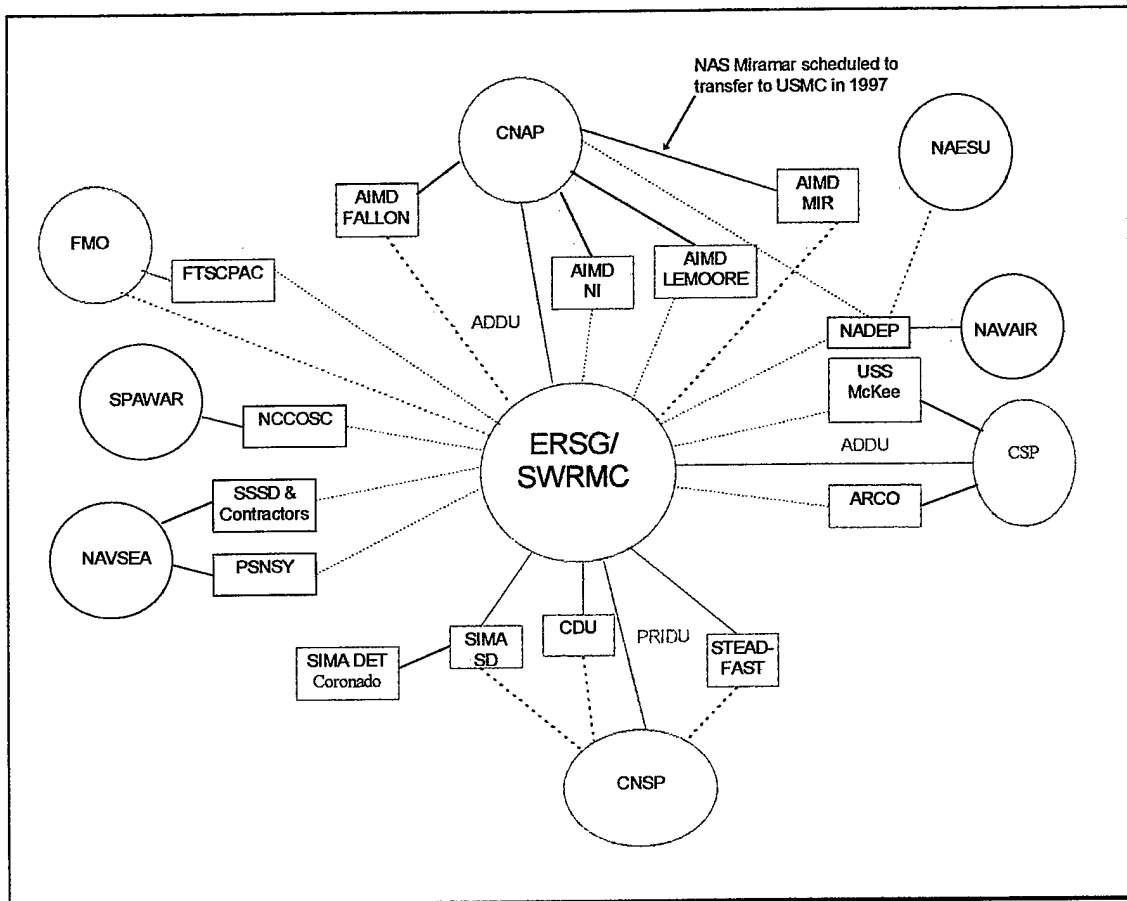 NAS Miramar scheduled to
transfer to USMC in 1997
CNAP
NAESU
AIMD
FALLON
AIMD
MIR
FMO
FTSCPAC
AIMD
NI
AIMD
LEMOORE
ADDU
NADEP
NAVAIR
SPAWAR
NCCOSC
USS
McKee
ERSG/
SWRMC
ADDU
CSP
SSSD &
Contractors
ARCO
NAVSEA
PSNSY
SIMA DET
Coronado
SIMA
SD
CDU
PRIDU
STEAD-
FAST
CNSP